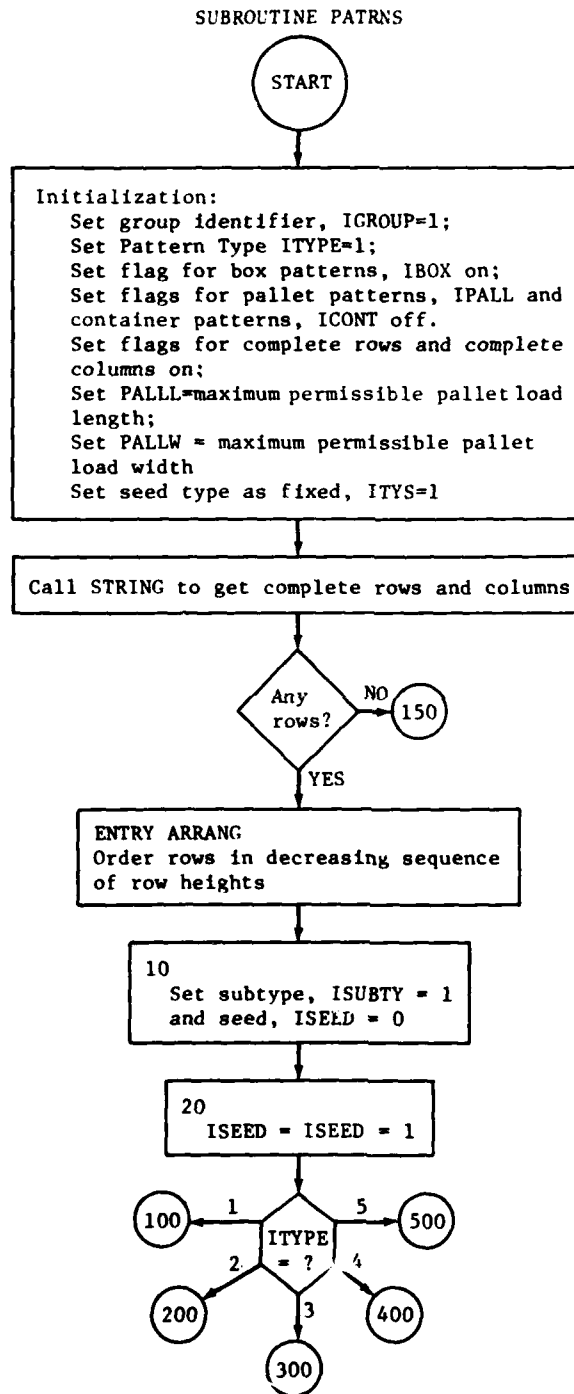 SUBROUTINE PATRNS
START
Initialization:
Set group identifier, IGROUP=1;
Set Pattern Type ITYPE=1;
Set flag for box patterns, IBOX on;
Set flags for pallet patterns, IPALL and
container patterns, ICONT off.
Set flags for complete rows and complete
columns on;
Set PALLL=maximum permissible pallet load
length;
Set PALLW = maximum permissible pallet
load width
Set seed type as fixed, ITYS=1
Call STRING to get complete rows and columns
Any
rows?
NO
150
YES
ENTRY ARRANG
Order rows in decreasing sequence
of row heights
10
Set subtype, ISUBTY = 1
and seed, ISEED = 0
20
ISEED = ISEED = 1
100
1
ITYPE
= ?
5
500
2
200
3
300
4
400